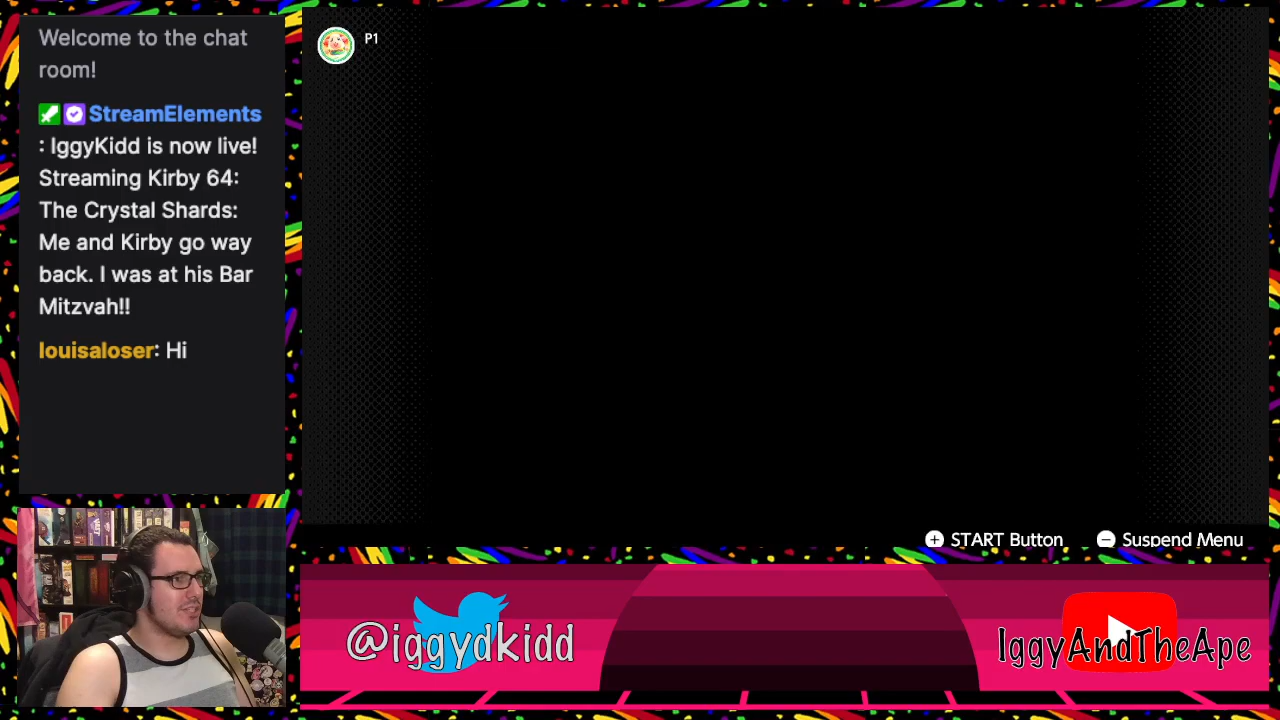 Welcome to the chat
room!
StreamElements
: IggyKidd is now live!
Streaming Kirby 64:
The Crystal Shards:
Me and Kirby go way
back. I was at his Bar
Mitzvah!!
louisaloser: Hi
P1
START Button
Suspend Menu
@iggydkidd
IggyAndTheApe